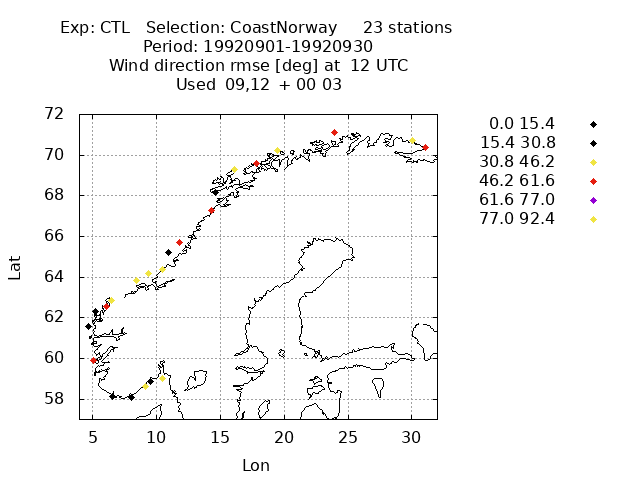 Exp: CTL Selection: CoastNorway 23 stations
Period: 19920901-19920930
Wind direction rmse [deg] at 12 UTC
Used 09,12 + 00 03
72
70
68
66
64
62
60
58
Lat
5 10 15 20 25 30
Lon
0.0 15.4
15.4 30.8
30.8 46.2
46.2 61.6
61.6 77.0
77.0 92.4